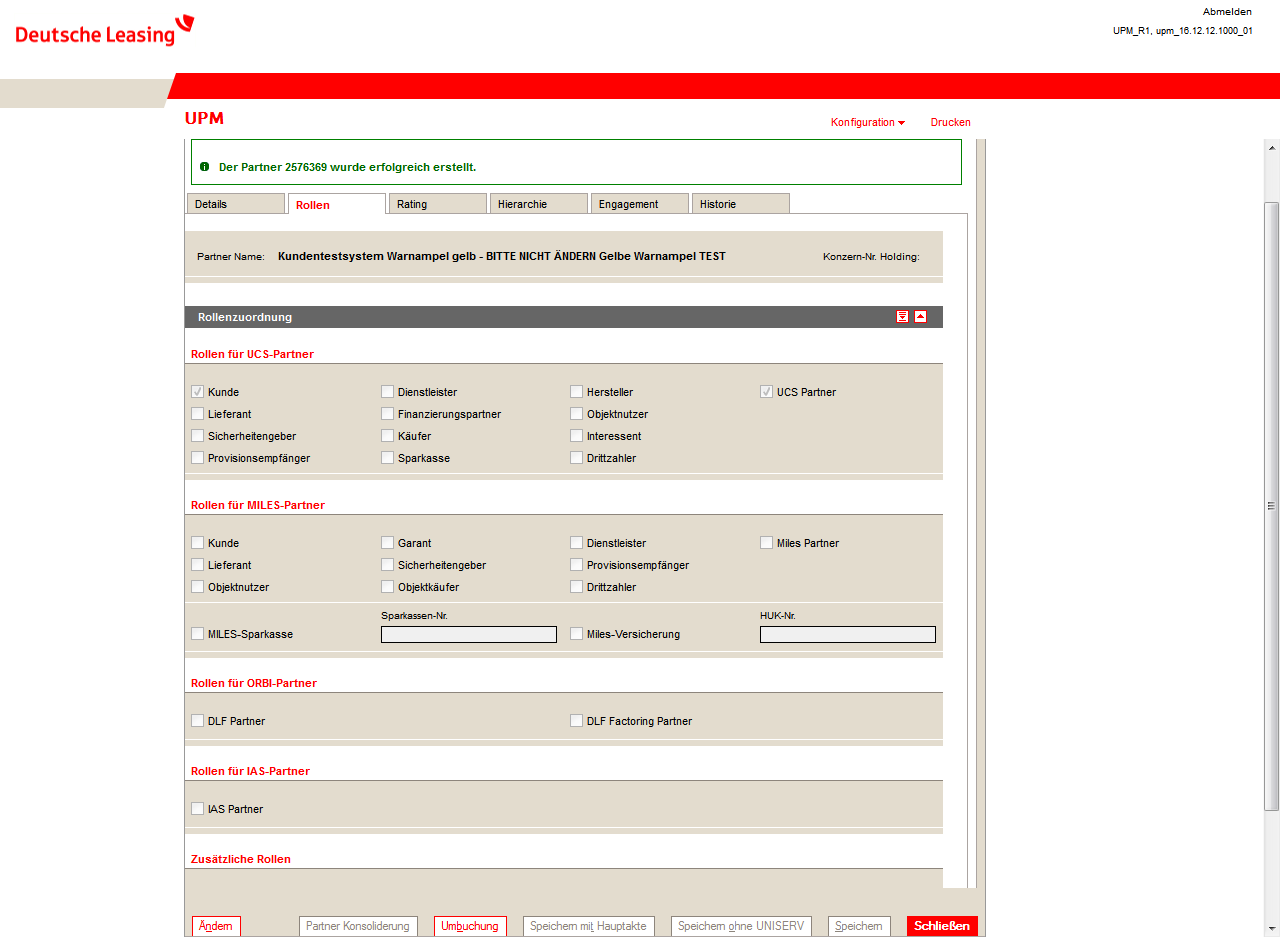 Deutsche Leasing
Abmelden
UPM_R1, upm_16.12.12.1000_01
UPM
Konfiguration Drucken
Der Partner 2576369 wurde erfolgreich erstellt.
Details Rollen Rating Hierarchie Engagement Historie
Partner Name: Kundentestsystem Warnampel gelb - BITTE NICHT ÄNDERN Gelbe Warnampel TEST Konzern-Nr. Holding:
Rollenzuordnung
Rollen für UCS-Partner
Kunde Dienstleister Hersteller UCS Partner
Lieferant Finanzierungspartner Objektnutzer
Sicherheitengeber Käufer Interessent
Provisionsempfänger Sparkasse Drittzahler
Rollen für MILES-Partner
Kunde Garant Dienstleister Miles Partner
Lieferant Sicherheitengeber Provisionsempfänger
Objektnutzer Objektkäufer Drittzahler
Sparkassen-Nr. HUK-Nr.
MILES-Sparkasse Miles-Versicherung
Rollen für ORBI-Partner
DLF Partner DLF Factoring Partner
Rollen für IAS-Partner
IAS Partner
Zusätzliche Rollen
Ändern Partner Konsoliderung Umbuchung Speichern mit Hauptakte Speichern ohne UNISERV Speichern Schließen